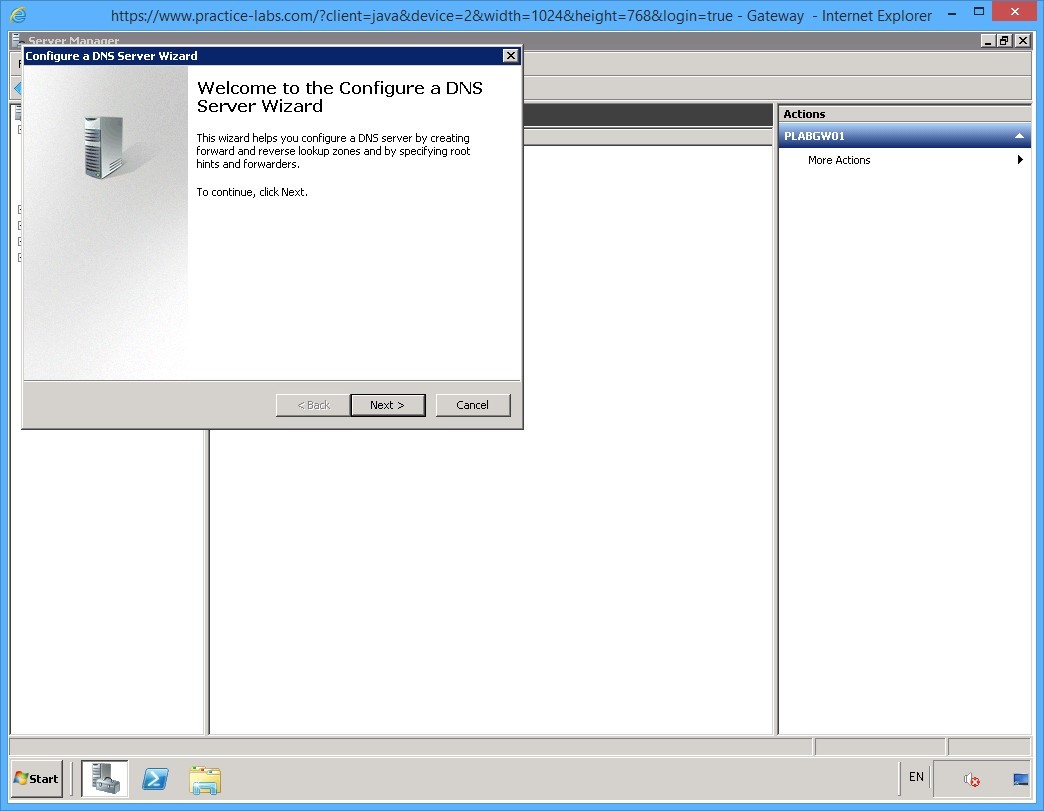 https://www.practice-labs.com/?client=java&device=2&width=1024&height=768&login=true - Gateway - Internet Explorer
Server Manager
Configure a DNS Server Wizard
Welcome to the Configure a DNS
Server Wizard
This wizard helps you configure a DNS server by creating
forward and reverse lookup zones and by specifying root
hints and forwarders.
To continue, click Next.
< Back
Next >
Cancel
Actions
PLABGW01
More Actions
Start
EN